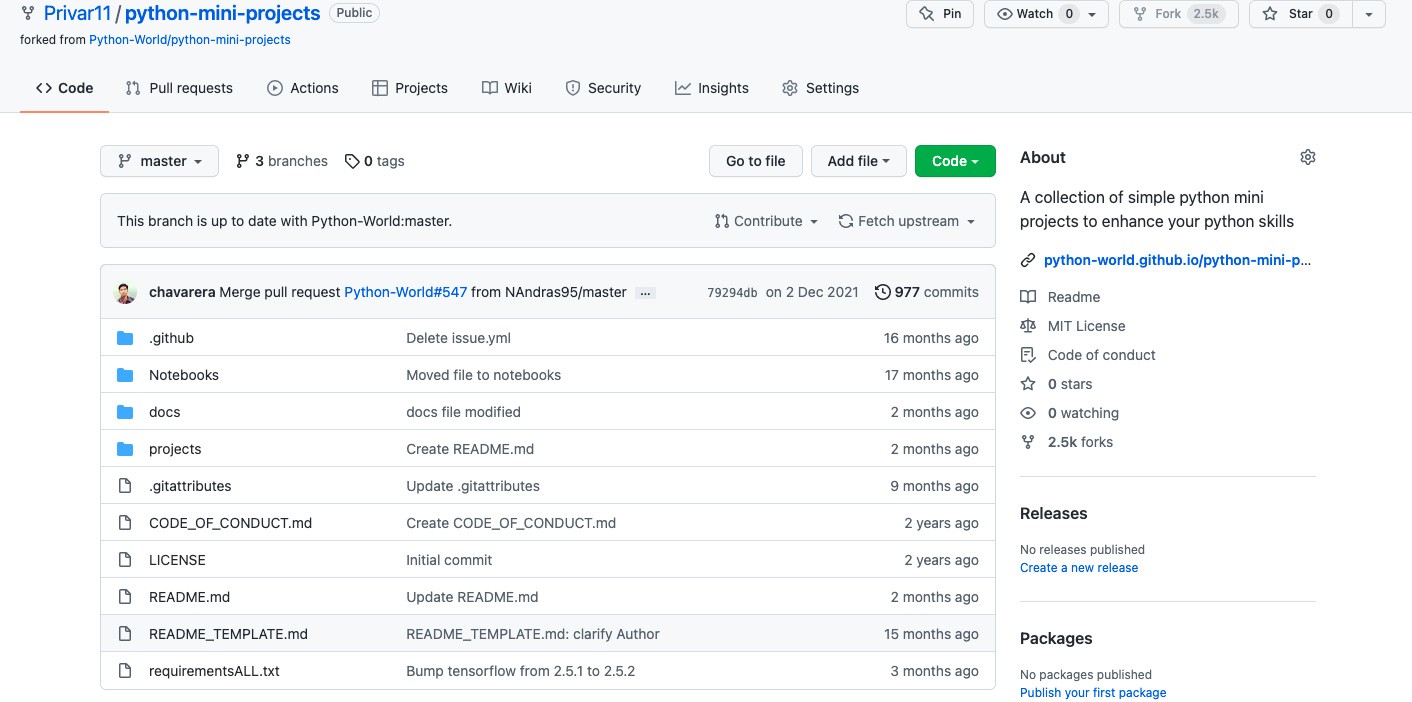 Privar11 / python-mini-projects Public
Pin
Watch 0
Fork 2.5k
Star 0
forked from Python-World/python-mini-projects
Code
Pull requests
Actions
Projects
Wiki
Security
Insights
Settings
master
3 branches
0 tags
Go to file
Add file
Code
This branch is up to date with Python-World:master.
Contribute
Fetch upstream
chavarera Merge pull request Python-World#547 from NAndras95/master ... 79294db on 2 Dec 2021 977 commits
.github Delete issue.yml 16 months ago
Notebooks Moved file to notebooks 17 months ago
docs docs file modified 2 months ago
projects Create README.md 2 months ago
.gitattributes Update .gitattributes 9 months ago
CODE_OF_CONDUCT.md Create CODE_OF_CONDUCT.md 2 years ago
LICENSE Initial commit 2 years ago
README.md Update README.md 2 months ago
README_TEMPLATE.md README_TEMPLATE.md: clarify Author 15 months ago
requirementsALL.txt Bump tensorflow from 2.5.1 to 2.5.2 3 months ago
About
A collection of simple python mini
projects to enhance your python skills
python-world.github.io/python-mini-p...
Readme
MIT License
Code of conduct
0 stars
0 watching
2.5k forks
Releases
No releases published
Create a new release
Packages
No packages published
Publish your first package